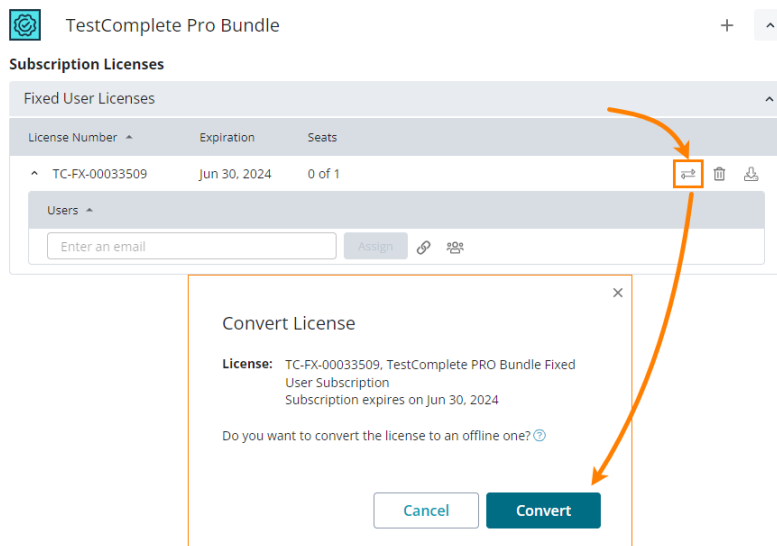 TestComplete Pro Bundle
Subscription Licenses
Fixed User Licenses
License Number Expiration Seats
TC-FX-00033509 Jun 30, 2024 0 of 1
Users
Enter an email Assign
Convert License
License: TC-FX-00033509, TestComplete PRO Bundle Fixed
User Subscription
Subscription expires on Jun 30, 2024
Do you want to convert the license to an offline one? ?
Cancel Convert